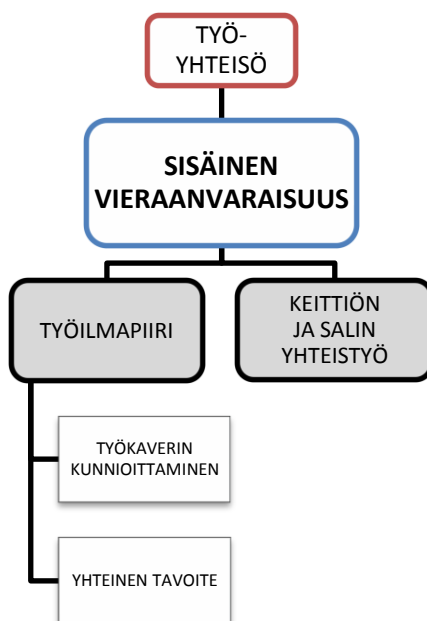 TYÖ-
YHTEISÖ
SISÄINEN
VIERAANVARAISUUS
TYÖILMAPIIRI
KEITTIÖN
JA SALIN
YHTEISTYÖ
TYÖKAVERIN
KUNNIOITTAMINEN
YHTEINEN TAVOITE